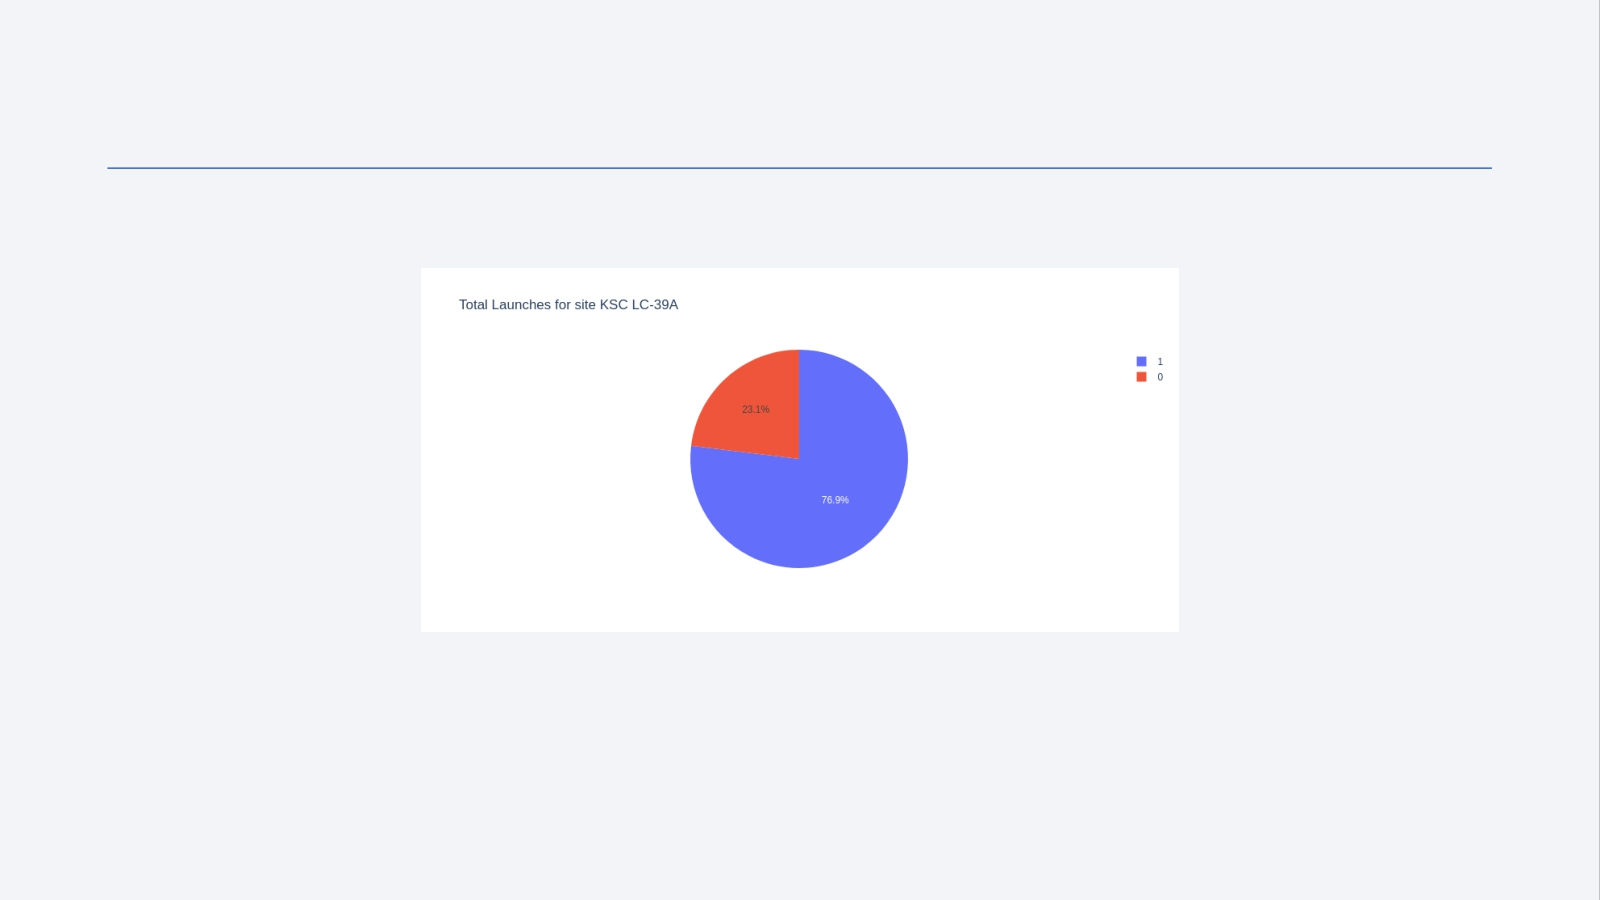 Total Launches for site KSC LC-39A
1
0
23.1%
76.9%